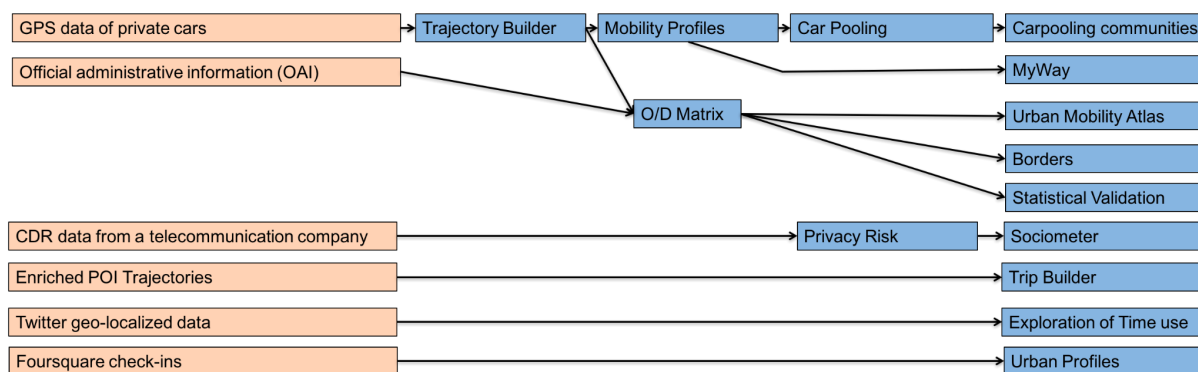 GPS data of private cars
Trajectory Builder
Mobility Profiles
Car Pooling
Carpooling communities
Official administrative information (OAI)
MyWay
O/D Matrix
Urban Mobility Atlas
Borders
Statistical Validation
CDR data from a telecommunication company
Privacy Risk
Sociometer
Enriched POI Trajectories
Trip Builder
Twitter geo-localized data
Exploration of Time use
Foursquare check-ins
Urban Profiles